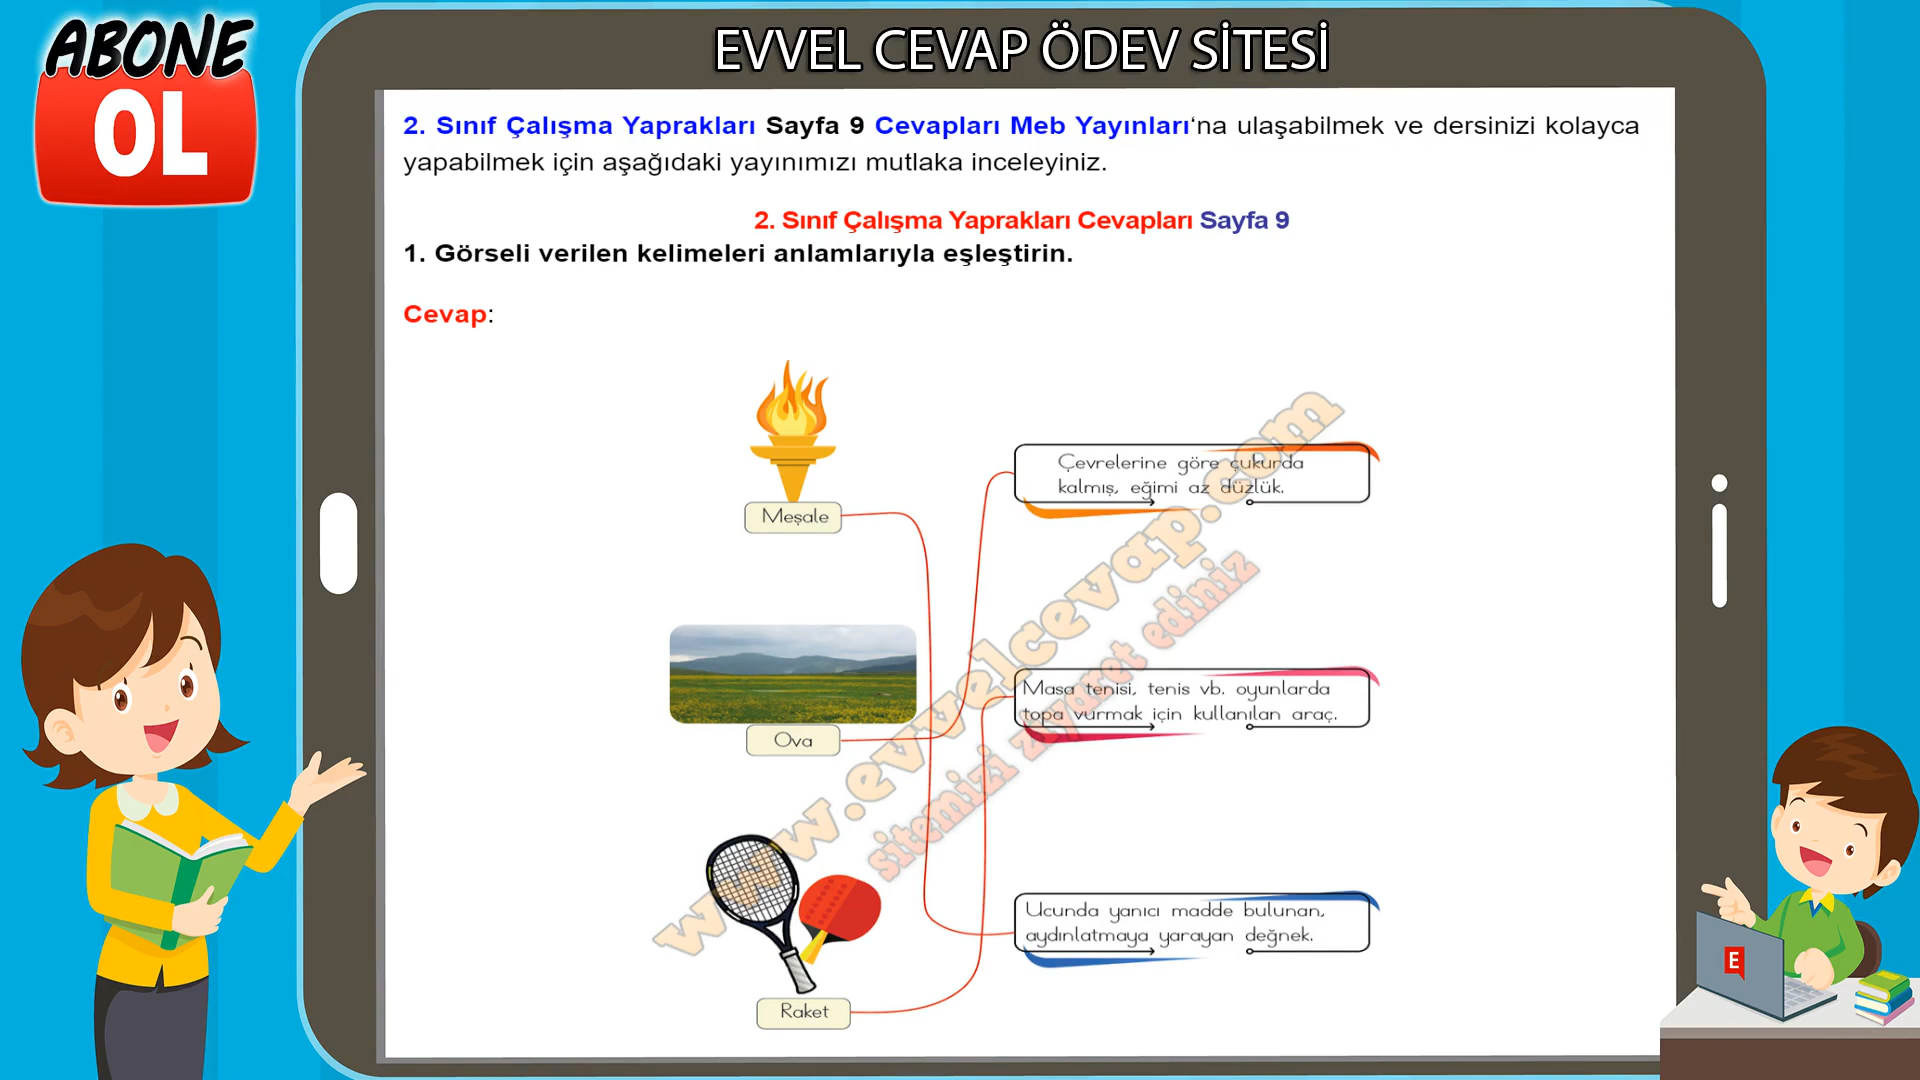 ABONE
OL
EVVEL CEVAP ÖDEV SİTESİ
2. Sınıf Çalışma Yaprakları Sayfa 9 Cevapları Meb Yayınları‘na ulaşabilmek ve dersinizi kolayca
yapabilmek için aşağıdaki yayınımızı mutlaka inceleyiniz.
2. Sınıf Çalışma Yaprakları Cevapları Sayfa 9
1. Görseli verilen kelimeleri anlamlarıyla eşleştirin.
Cevap:
Meşale
Çevrelerine göre çukurda
kalmış, eğimi az düzlük.
Ova
Masa tenisi, tenis vb. oyunlarda
topa vurmak için kullanılan araç.
Raket
Ucunda yanıcı madde bulunan,
aydınlatmaya yarayan değnek.
www.evvelcevap.com
sitemizi ziyaret ediniz
E